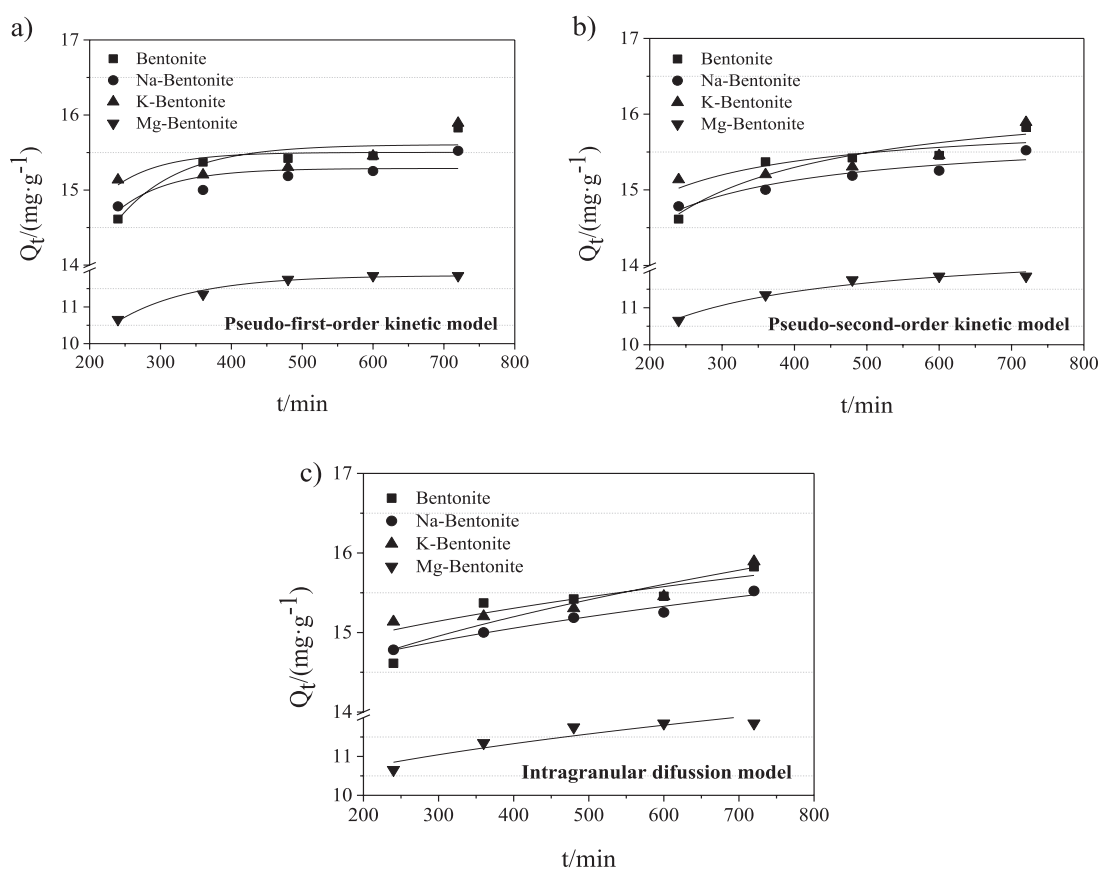 a)
17
16
15
14
11
10
Qt/(mg·g-1)
Bentonite
Na-Bentonite
K-Bentonite
Mg-Bentonite
Pseudo-first-order kinetic model
200 300 400 500 600 700 800
t/min
b)
17
16
15
14
11
10
Qt/(mg·g-1)
Bentonite
Na-Bentonite
K-Bentonite
Mg-Bentonite
Pseudo-second-order kinetic model
200 300 400 500 600 700 800
t/min
c)
17
16
15
14
11
10
Qt/(mg·g-1)
Bentonite
Na-Bentonite
K-Bentonite
Mg-Bentonite
Intragranular difussion model
200 300 400 500 600 700 800
t/min